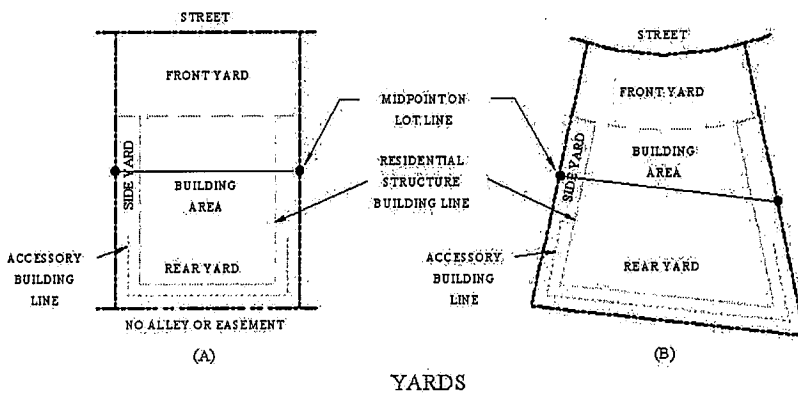 STREET
FRONT YARD
SIDE YARD
BUILDING
AREA
REAR YARD
ACCESSORY
BUILDING
LINE
NO ALLEY OR EASEMENT
(A)
MIDPOINT ON
LOT LINE
RESIDENTIAL
STRUCTURE
BUILDING LINE
STREET
FRONT YARD
SIDE YARD
BUILDING
AREA
ACCESSORY
BUILDING
LINE
REAR YARD
(B)
YARDS